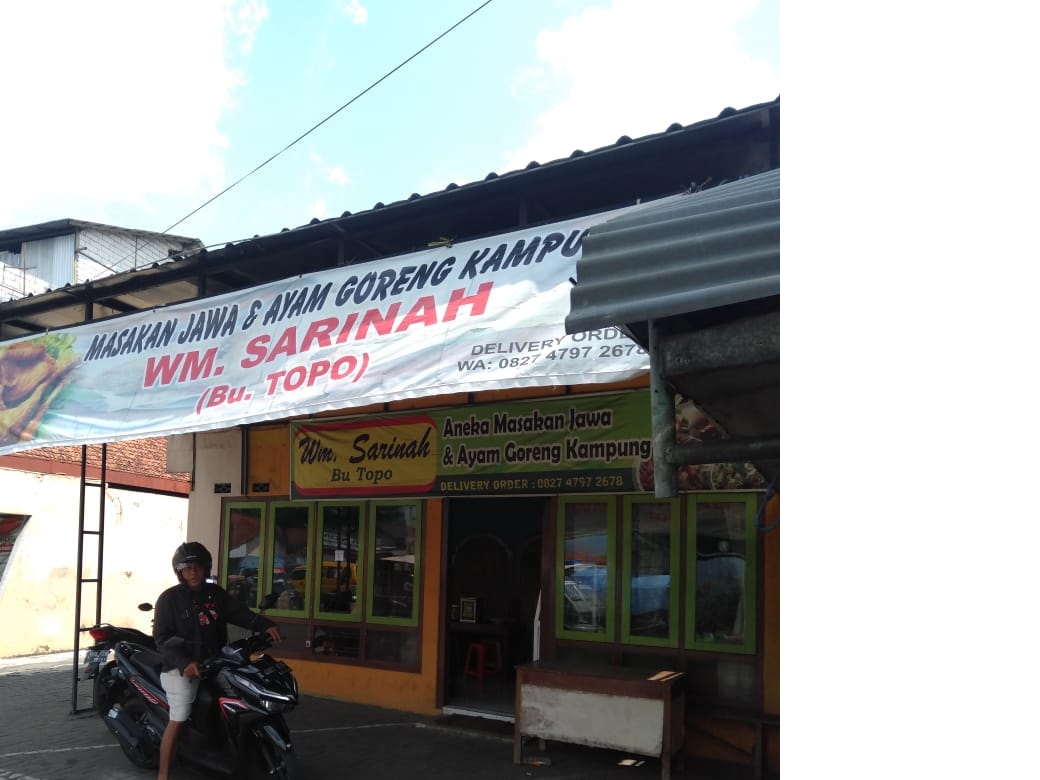 MASAKAN JAWA & AYAM GORENG KAMPU
WM. SARINAH
(Bu. TOPO)
DELIVERY ORDE
WA: 0827 4797 2678
Wm. Sarinah
Bu Topo
Aneka Masakan Jawa
& Ayam Goreng Kampung
DELIVERY ORDER : 0827 4797 2678